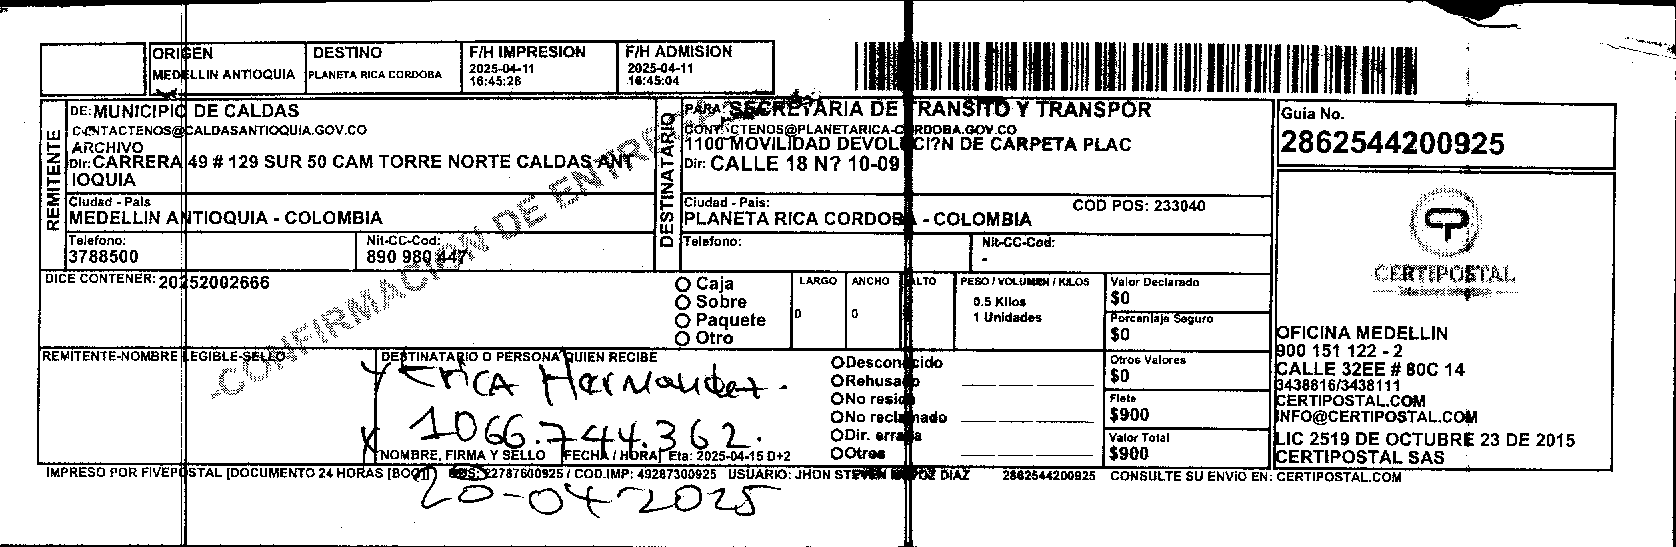 ORIGEN
MEDELLIN ANTIOQUIA
DESTINO
PLANETA RICA CORDOBA
F/H IMPRESION
2025-04-11
16:45:26
F/H ADMISION
2025-04-11
16:45:04
REMITENTE
DE: MUNICIPIO DE CALDAS
CONTACTENOS@CALDASANTIOQUIA.GOV.CO
ARCHIVO
Dir: CARRERA 49 # 129 SUR 50 CAM TORRE NORTE CALDAS ANT
IOQUIA
Ciudad - Pais
MEDELLIN ANTIOQUIA - COLOMBIA
Telefono:
3788500
Nit-CC-Cod:
890 980 447
DESTINATARIO
PARA: SECRETARIA DE TRANSITO Y TRANSPOR
CONTACTENOS@PLANETARICA-CORDOBA.GOV.CO
1100 MOVILIDAD DEVOLUCI?N DE CARPETA PLAC
Dir: CALLE 18 N? 10-09
Ciudad - Pais:
COD POS: 233040
PLANETA RICA CORDOBA - COLOMBIA
Telefono:
Nit-CC-Cod:
-
Guia No.
2862544200925
CERTIPOSTAL
DICE CONTENER: 20252002666
CONFIRMACION DE ENTREGA
O Caja
O Sobre
O Paquete
O Otro
LARGO
0
ANCHO
0
ALTO
PESO / VOLUMEN / KILOS
0.5 Kilos
1 Unidades
Valor Declarado
$0
Porcentaje Seguro
$0
Otros Valores
$0
Flete
$900
Valor Total
$900
REMITENTE-NOMBRE LEGIBLE-SELLO
DESTINATARIO O PERSONA QUIEN RECIBE
Erica Hernandez.
1066.744.362.
NOMBRE, FIRMA Y SELLO
FECHA / HORA
Eta: 2025-04-15 D+2
O Desconocido
O Rehusado
O No reside
O No reclamado
O Dir. errada
O Otros
OFICINA MEDELLIN
900 151 122 - 2
CALLE 32EE # 80C 14
3438816/3438111
CERTIPOSTAL.COM
INFO@CERTIPOSTAL.COM
LIC 2519 DE OCTUBRE 23 DE 2015
CERTIPOSTAL SAS
IMPRESO POR FIVEPOSTAL [DOCUMENTO 24 HORAS 22787600925 / COD.IMP: 49287300925 USUARIO: JHON STEVEN DIAZ 2862544200925 CONSULTE SU ENVIO EN: CERTIPOSTAL.COM
20-04-2025